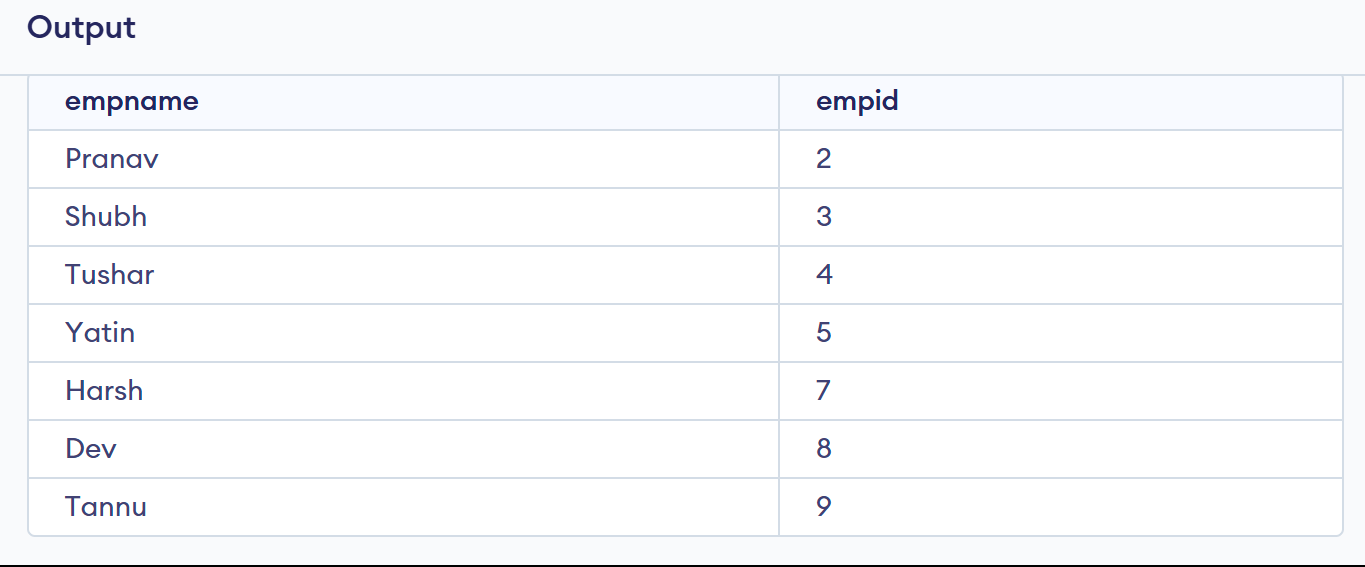 Output
empname empid
Pranav 2
Shubh 3
Tushar 4
Yatin 5
Harsh 7
Dev 8
Tannu 9